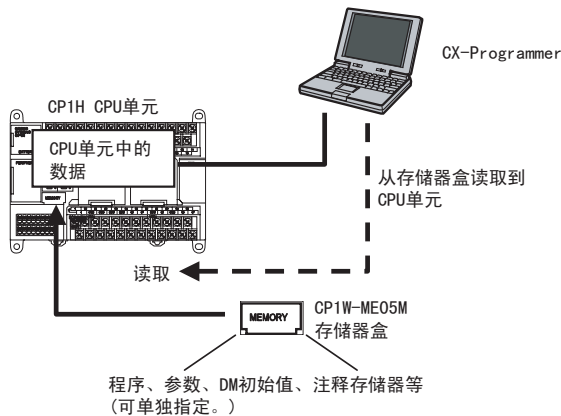 CX-Programmer
CP1H CPU单元
CPU单元中的
数据
MEMORY
从存储器盒读取到
CPU单元
读取
MEMORY
CP1W-ME05M
存储器盒
程序、参数、DM初始值、注释存储器等
(可单独指定。)